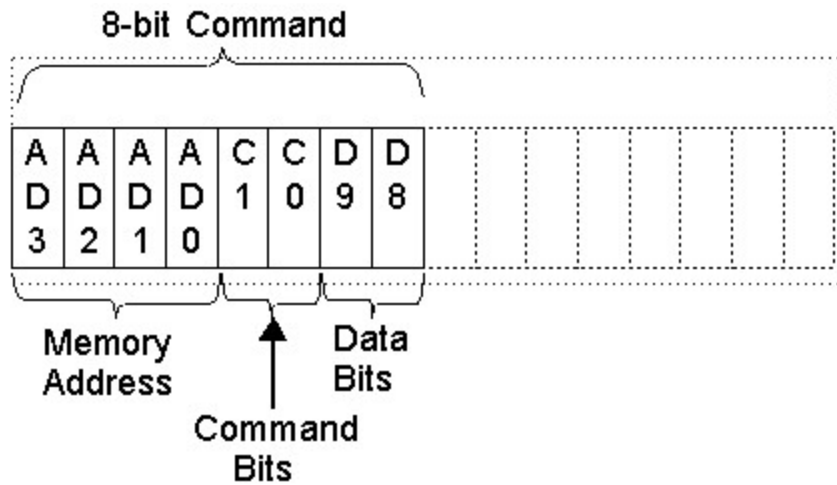 8-bit Command
A A A A C C D D
D D D D 1 0 9 8
3 2 1 0
Memory Address
Command Bits
Data Bits